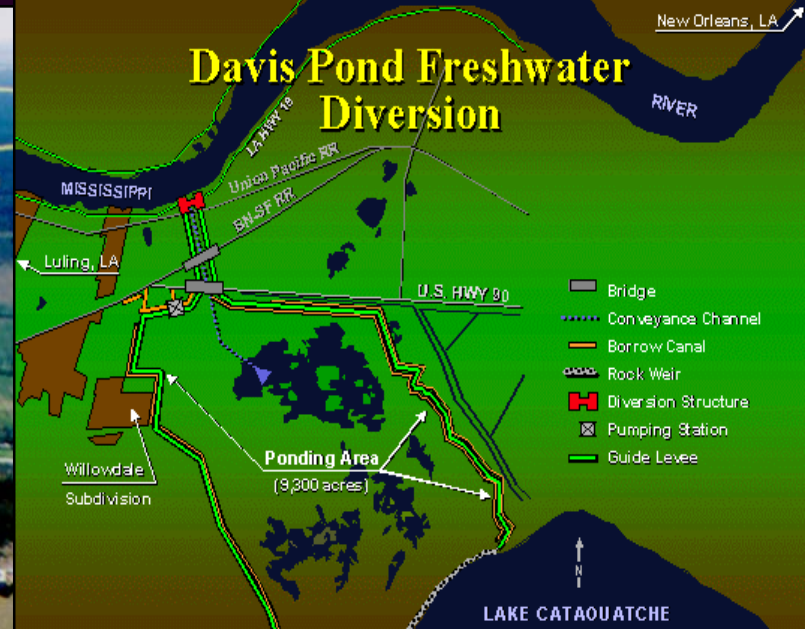 New Orleans, LA
Davis Pond Freshwater
Diversion
RIVER
LA HWY 18
Union Pacific RR
MISSISSIPPI
BN-SF RR
Luling, LA
U.S. HWY 90
Bridge
Conveyance Channel
Borrow Canal
Rock Weir
Diversion Structure
Pumping Station
Guide Levee
Ponding Area
(9,300 acres)
Willowdale
Subdivision
N
LAKE CATAOUATCHE